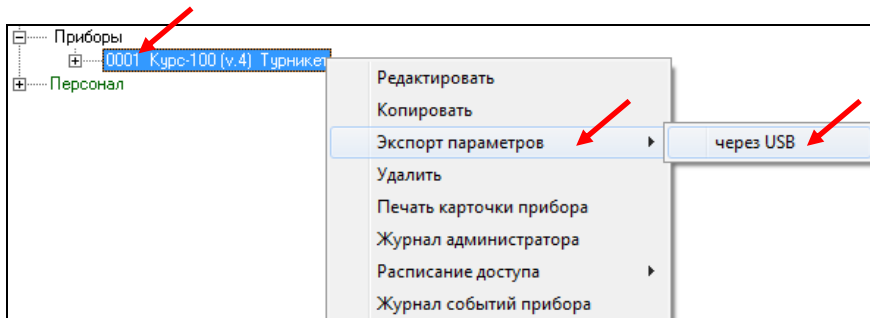 Приборы
0001 Курс-100 (v.4) Турникет
Персонал
Редактировать
Копировать
Экспорт параметров
через USB
Удалить
Печать карточки прибора
Журнал администратора
Расписание доступа
Журнал событий прибора